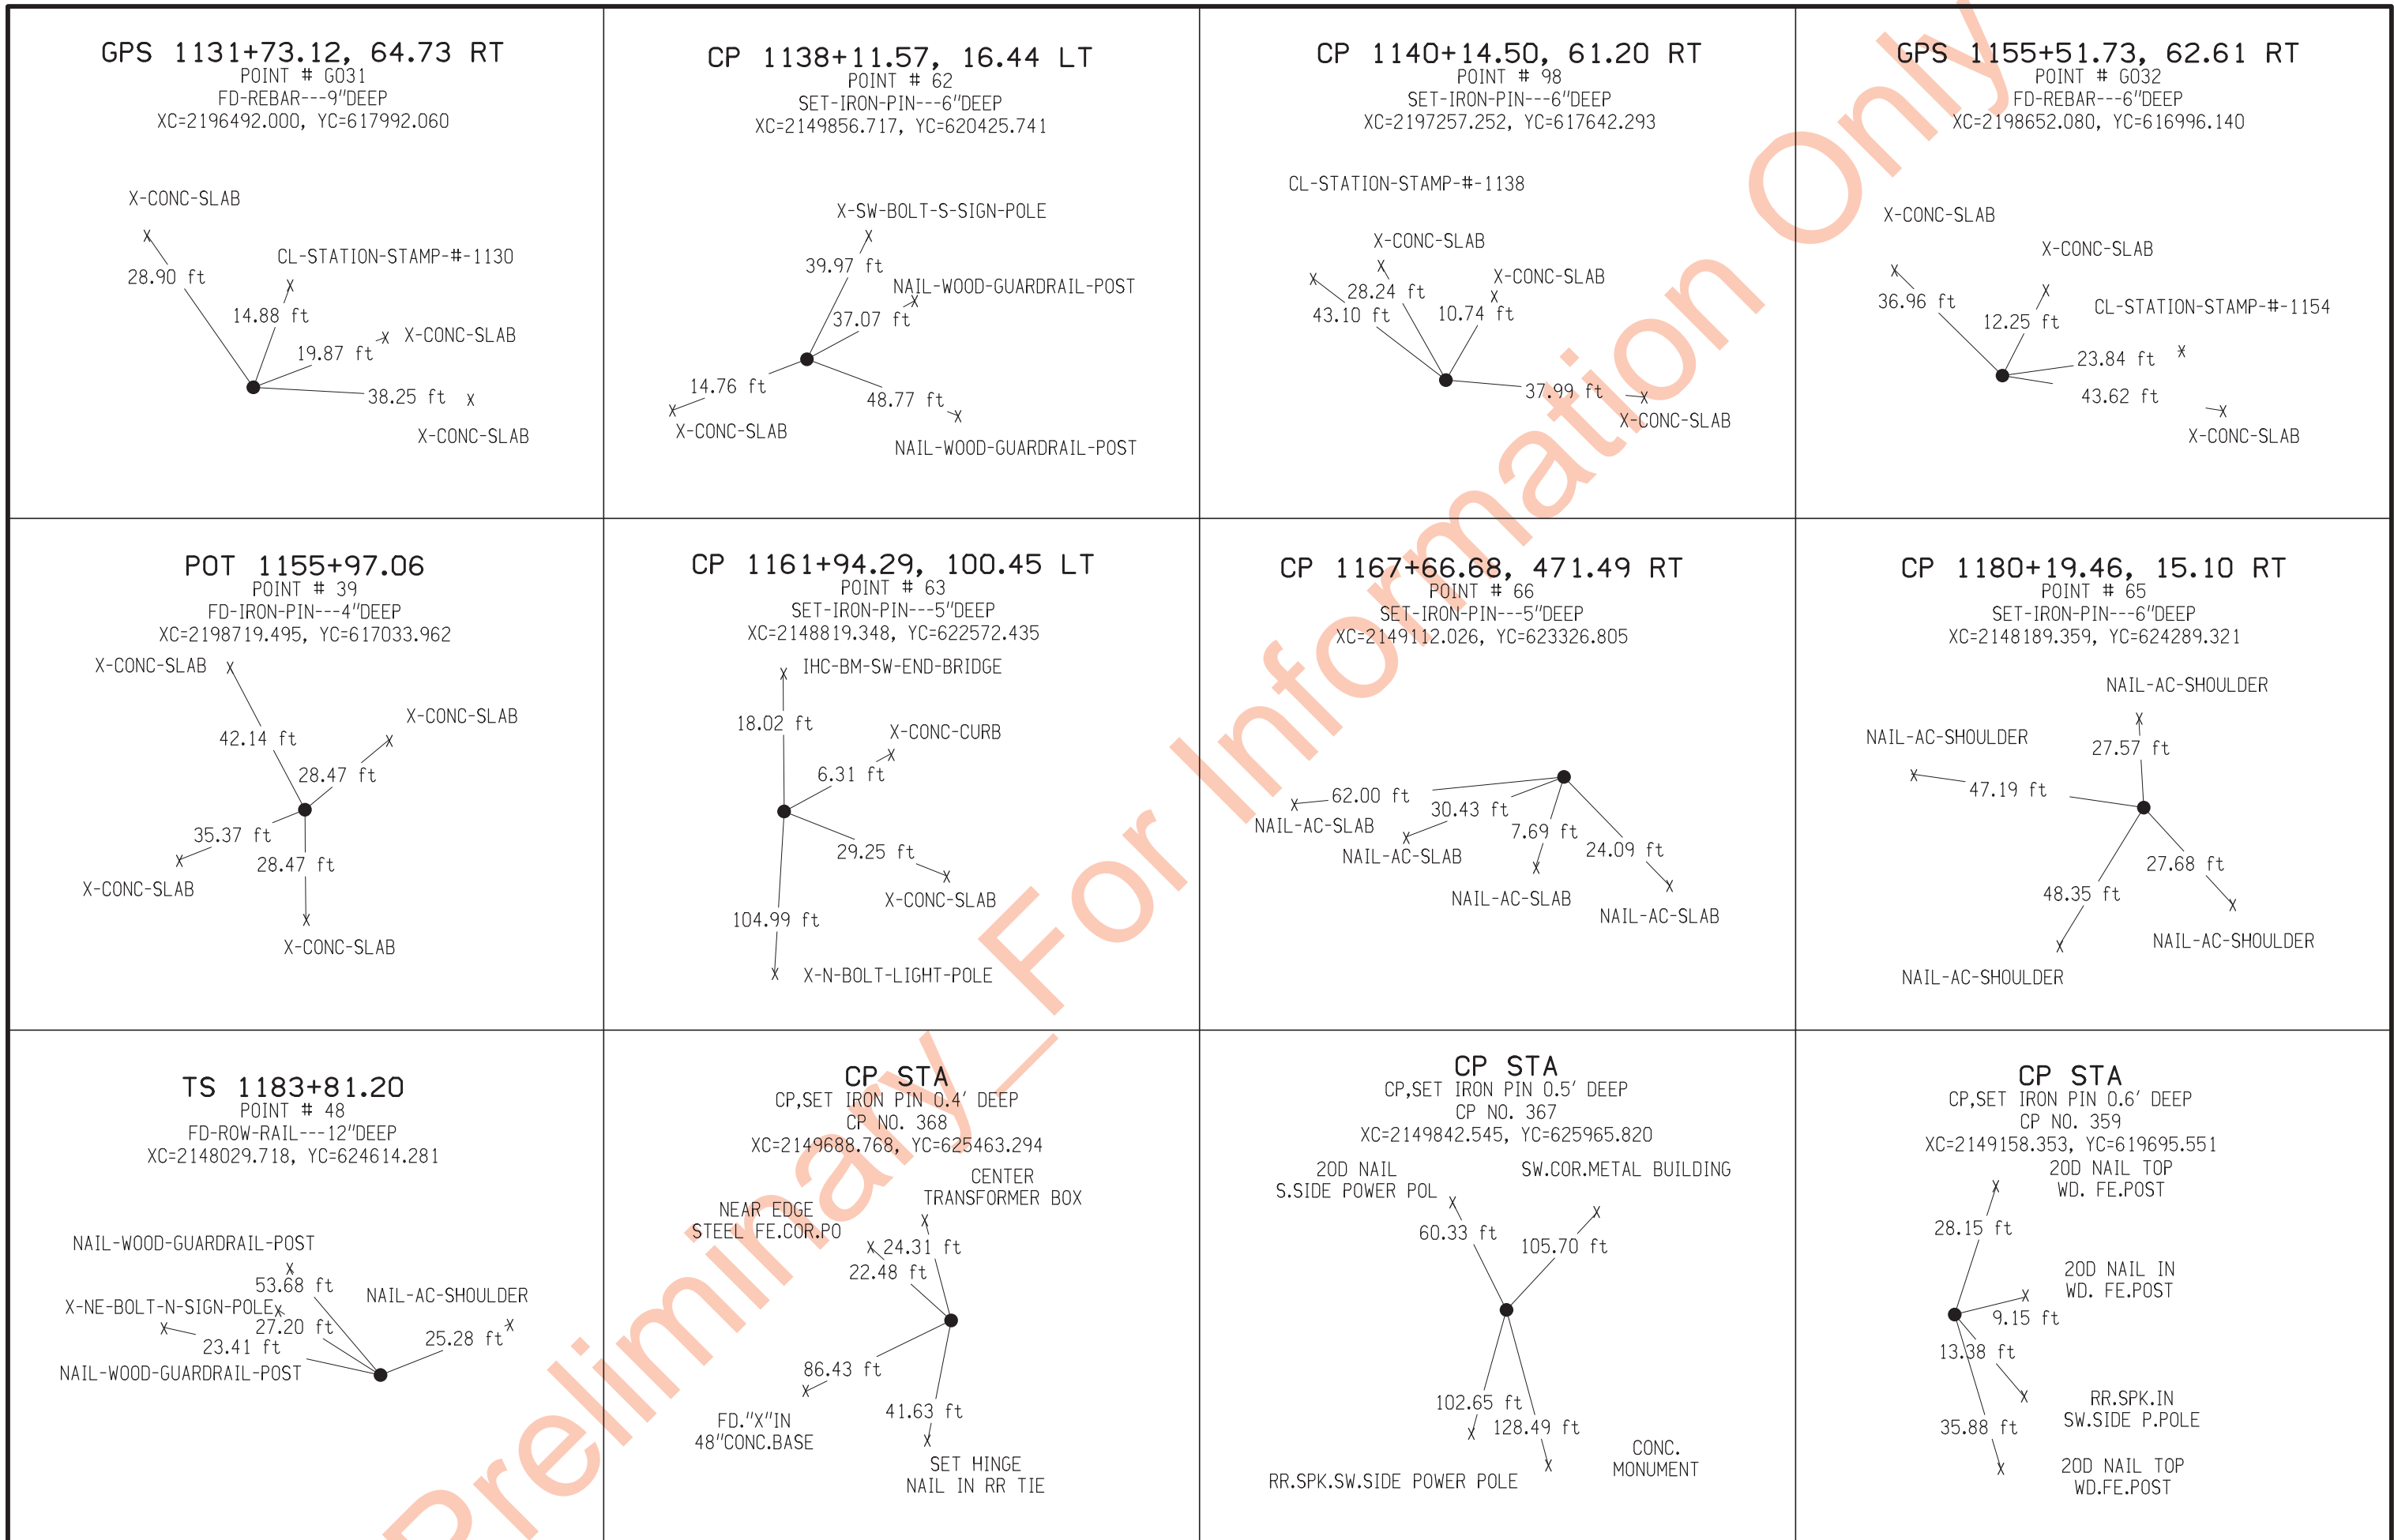 GPS 1131+73.12, 64.73 RT
POINT # G031
FD-REBAR---9"DEEP
XC=2196492.000, YC=617992.060
X-CONC-SLAB
X
28.90 ft
CL-STATION-STAMP-#-1130
X
14.88 ft
X X-CONC-SLAB
19.87 ft
38.25 ft X
X-CONC-SLAB
CP 1138+11.57, 16.44 LT
POINT # 62
SET-IRON-PIN---6"DEEP
XC=2149856.717, YC=620425.741
X-SW-BOLT-S-SIGN-POLE
X
39.97 ft
NAIL-WOOD-GUARDRAIL-POST
X
37.07 ft
14.76 ft
X
X-CONC-SLAB
48.77 ft
X
NAIL-WOOD-GUARDRAIL-POST
CP 1140+14.50, 61.20 RT
POINT # 98
SET-IRON-PIN---6"DEEP
XC=2197257.252, YC=617642.293
CL-STATION-STAMP-#-1138
X-CONC-SLAB
X
X
X-CONC-SLAB
X
28.24 ft
43.10 ft
10.74 ft
37.99 ft
X
X-CONC-SLAB
GPS 1155+51.73, 62.61 RT
POINT # G032
FD-REBAR---6"DEEP
XC=2198652.080, YC=616996.140
X-CONC-SLAB
X
36.96 ft
X-CONC-SLAB
X
12.25 ft
CL-STATION-STAMP-#-1154
X
23.84 ft
43.62 ft
X
X-CONC-SLAB
POT 1155+97.06
POINT # 39
FD-IRON-PIN---4"DEEP
XC=2198719.495, YC=617033.962
X-CONC-SLAB X
42.14 ft
X-CONC-SLAB
X
28.47 ft
35.37 ft
X
X-CONC-SLAB
28.47 ft
X
X-CONC-SLAB
CP 1161+94.29, 100.45 LT
POINT # 63
SET-IRON-PIN---5"DEEP
XC=2148819.348, YC=622572.435
X IHC-BM-SW-END-BRIDGE
18.02 ft
X-CONC-CURB
X
6.31 ft
29.25 ft
X
X-CONC-SLAB
104.99 ft
X X-N-BOLT-LIGHT-POLE
CP 1167+66.68, 471.49 RT
POINT # 66
SET-IRON-PIN---5"DEEP
XC=2149112.026, YC=623326.805
X 62.00 ft
NAIL-AC-SLAB
30.43 ft
X
NAIL-AC-SLAB
7.69 ft
X
NAIL-AC-SLAB
24.09 ft
X
NAIL-AC-SLAB
CP 1180+19.46, 15.10 RT
POINT # 65
SET-IRON-PIN---6"DEEP
XC=2148189.359, YC=624289.321
NAIL-AC-SHOULDER
X
27.57 ft
NAIL-AC-SHOULDER
X
47.19 ft
27.68 ft
X
NAIL-AC-SHOULDER
48.35 ft
X
NAIL-AC-SHOULDER
TS 1183+81.20
POINT # 48
FD-ROW-RAIL---12"DEEP
XC=2148029.718, YC=624614.281
NAIL-WOOD-GUARDRAIL-POST
X
53.68 ft
X-NE-BOLT-N-SIGN-POLE X
27.20 ft
X
23.41 ft
NAIL-WOOD-GUARDRAIL-POST
NAIL-AC-SHOULDER
25.28 ft X
CP STA
CP,SET IRON PIN 0.4' DEEP
CP NO. 368
XC=2149688.768, YC=625463.294
CENTER
TRANSFORMER BOX
X
NEAR EDGE
STEEL FE.COR.PO
X 24.31 ft
22.48 ft
86.43 ft
X
FD."X"IN
48"CONC.BASE
41.63 ft
X
SET HINGE
NAIL IN RR TIE
CP STA
CP,SET IRON PIN 0.5' DEEP
CP NO. 367
XC=2149842.545, YC=625965.820
20D NAIL
S.SIDE POWER POL X
60.33 ft
SW.COR.METAL BUILDING
X
105.70 ft
102.65 ft
X
RR.SPK.SW.SIDE POWER POLE
128.49 ft
X
CONC.
MONUMENT
CP STA
CP,SET IRON PIN 0.6' DEEP
CP NO. 359
XC=2149158.353, YC=619695.551
20D NAIL TOP
WD. FE.POST
X
28.15 ft
20D NAIL IN
WD. FE.POST
X
9.15 ft
13.38 ft
X
RR.SPK.IN
SW.SIDE P.POLE
35.88 ft
X
20D NAIL TOP
WD.FE.POST
Preliminary_For Information Only